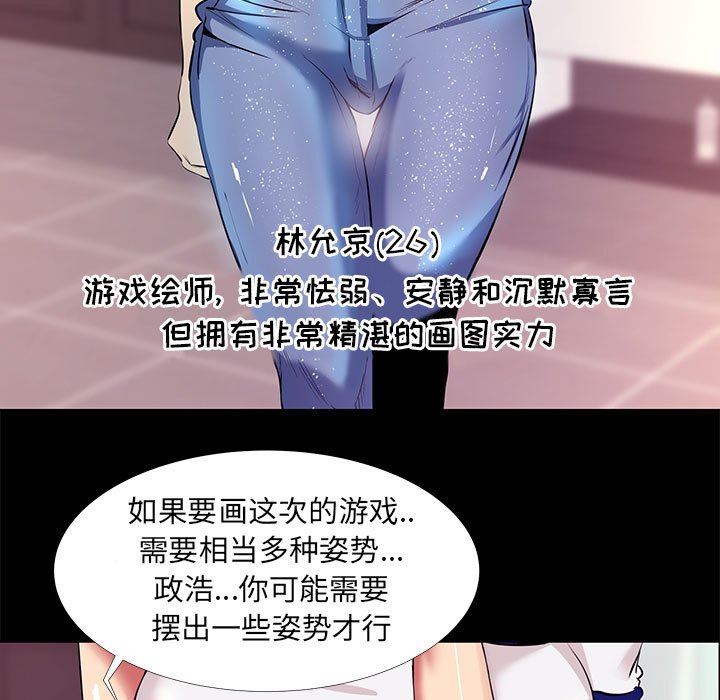 林允京(26)
游戏绘师, 非常怯弱、安静和沉默寡言
但拥有非常精湛的画图实力
如果要画这次的游戏..
需要相当多种姿势...
政浩...你可能需要
摆出一些姿势才行